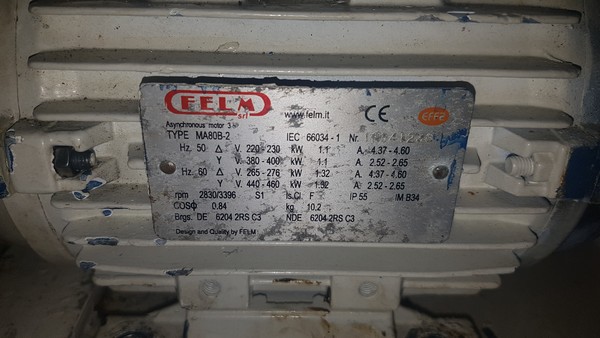 FELM srl
www.felm.it
CE
EFF2
Asynchronous motor 3
TYPE MA80B-2 IEC 66034-1 Nr.
Hz. 50 Δ V. 220-230 kW 1.1 A. 4.37-4.60
Y V. 380-400 kW 1.1 A. 2.52-2.65
Hz. 60 Δ V. 265-276 kW 1.32 A. 4.37-4.60
Y V. 440-460 kW 1.32 A. 2.52-2.65
rpm 2830/3396 S1 Is.Cl. F IP 55 IM B34
COSΦ 0.84 kg. 10.2
Brgs. DE 6204 2RS C3 NDE 6204 2RS C3
Design and Quality by FELM